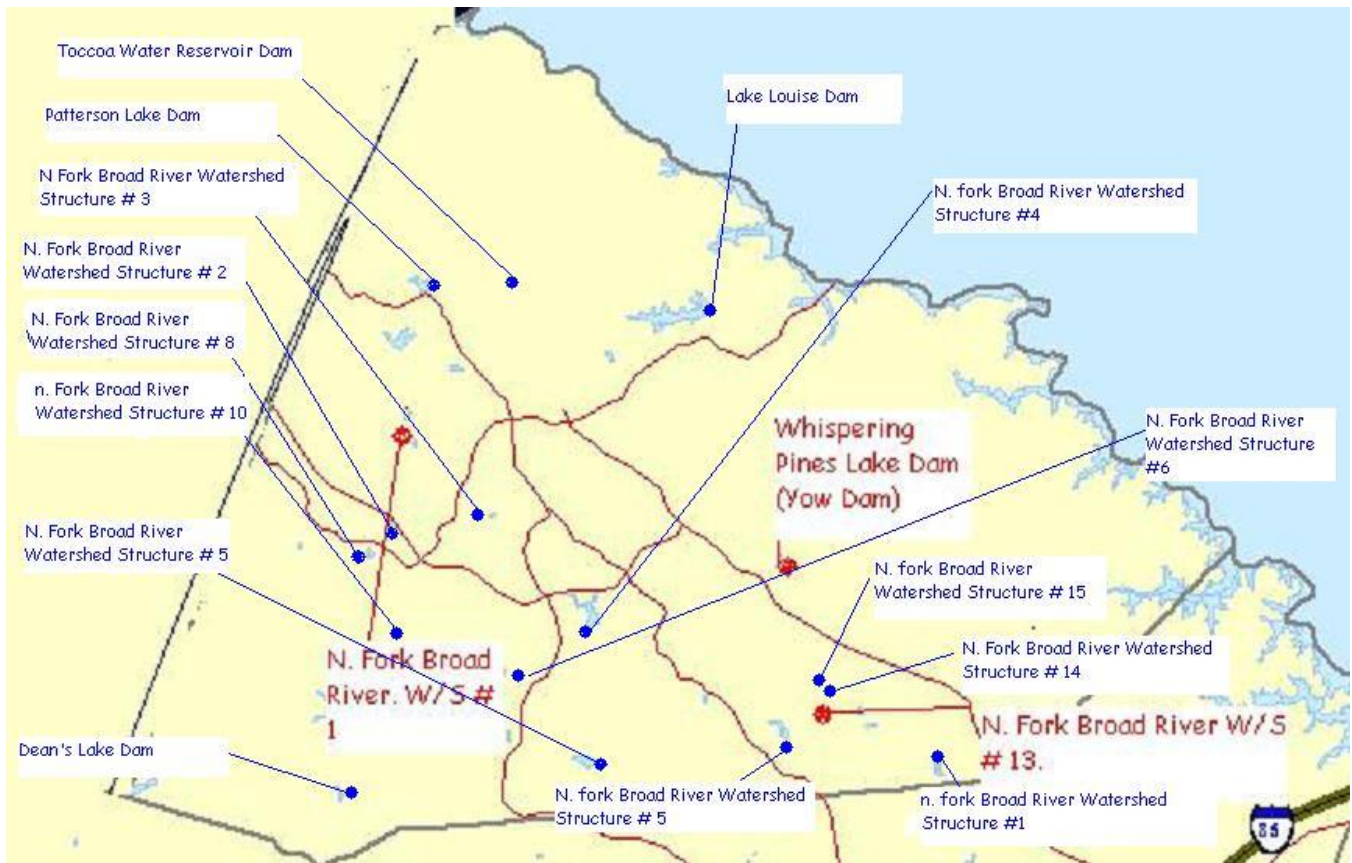 Toccoa Water Reservoir Dam
Lake Louise Dam
Patterson Lake Dam
N Fork Broad River Watershed
Structure # 3
N. fork Broad River Watershed
Structure #4
N. Fork Broad River
Watershed Structure # 2
N. Fork Broad River
Watershed Structure # 8
n. Fork Broad River
Watershed Structure # 10
Whispering
Pines Lake Dam
(Yow Dam)
N. Fork Broad River
Watershed Structure
#6
N. Fork Broad River
Watershed Structure # 5
N. fork Broad River
Watershed Structure # 15
N. Fork Broad River Watershed
Structure # 14
N. Fork Broad
River. W/S #
1
N. Fork Broad River W/S
# 13.
Dean's Lake Dam
N. fork Broad River Watershed
Structure # 5
n. fork Broad River Watershed
Structure #1
85